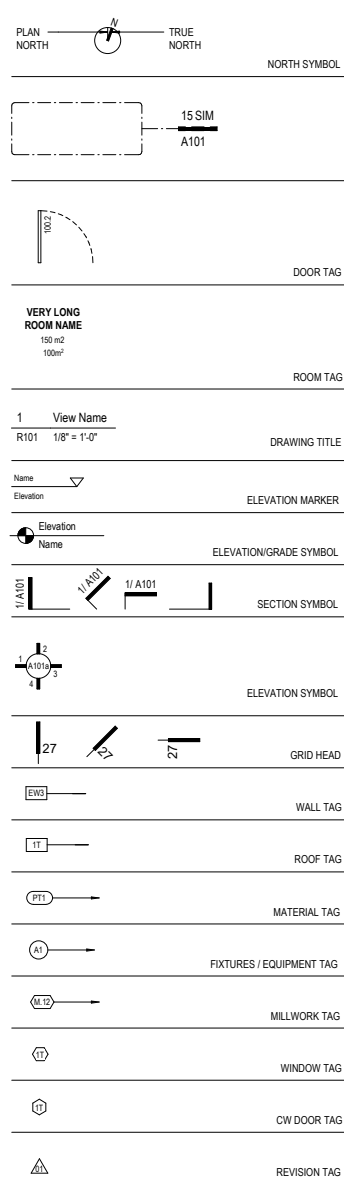 N
PLAN TRUE
NORTH NORTH
NORTH SYMBOL
15 SIM
A101
100.2
DOOR TAG
VERY LONG
ROOM NAME
150 m2
100m²
ROOM TAG
1 View Name
R101 1/8" = 1'-0"
DRAWING TITLE
Name
Elevation
ELEVATION MARKER
Elevation
Name
ELEVATION/GRADE SYMBOL
1/ A101 1/ A101 1/ A101
SECTION SYMBOL
2
1 A101a 3
4
ELEVATION SYMBOL
27 27 27
GRID HEAD
EW3
WALL TAG
1T
ROOF TAG
PT1
MATERIAL TAG
A1
FIXTURES / EQUIPMENT TAG
M.12
MILLWORK TAG
1T
WINDOW TAG
1T
CW DOOR TAG
01
REVISION TAG